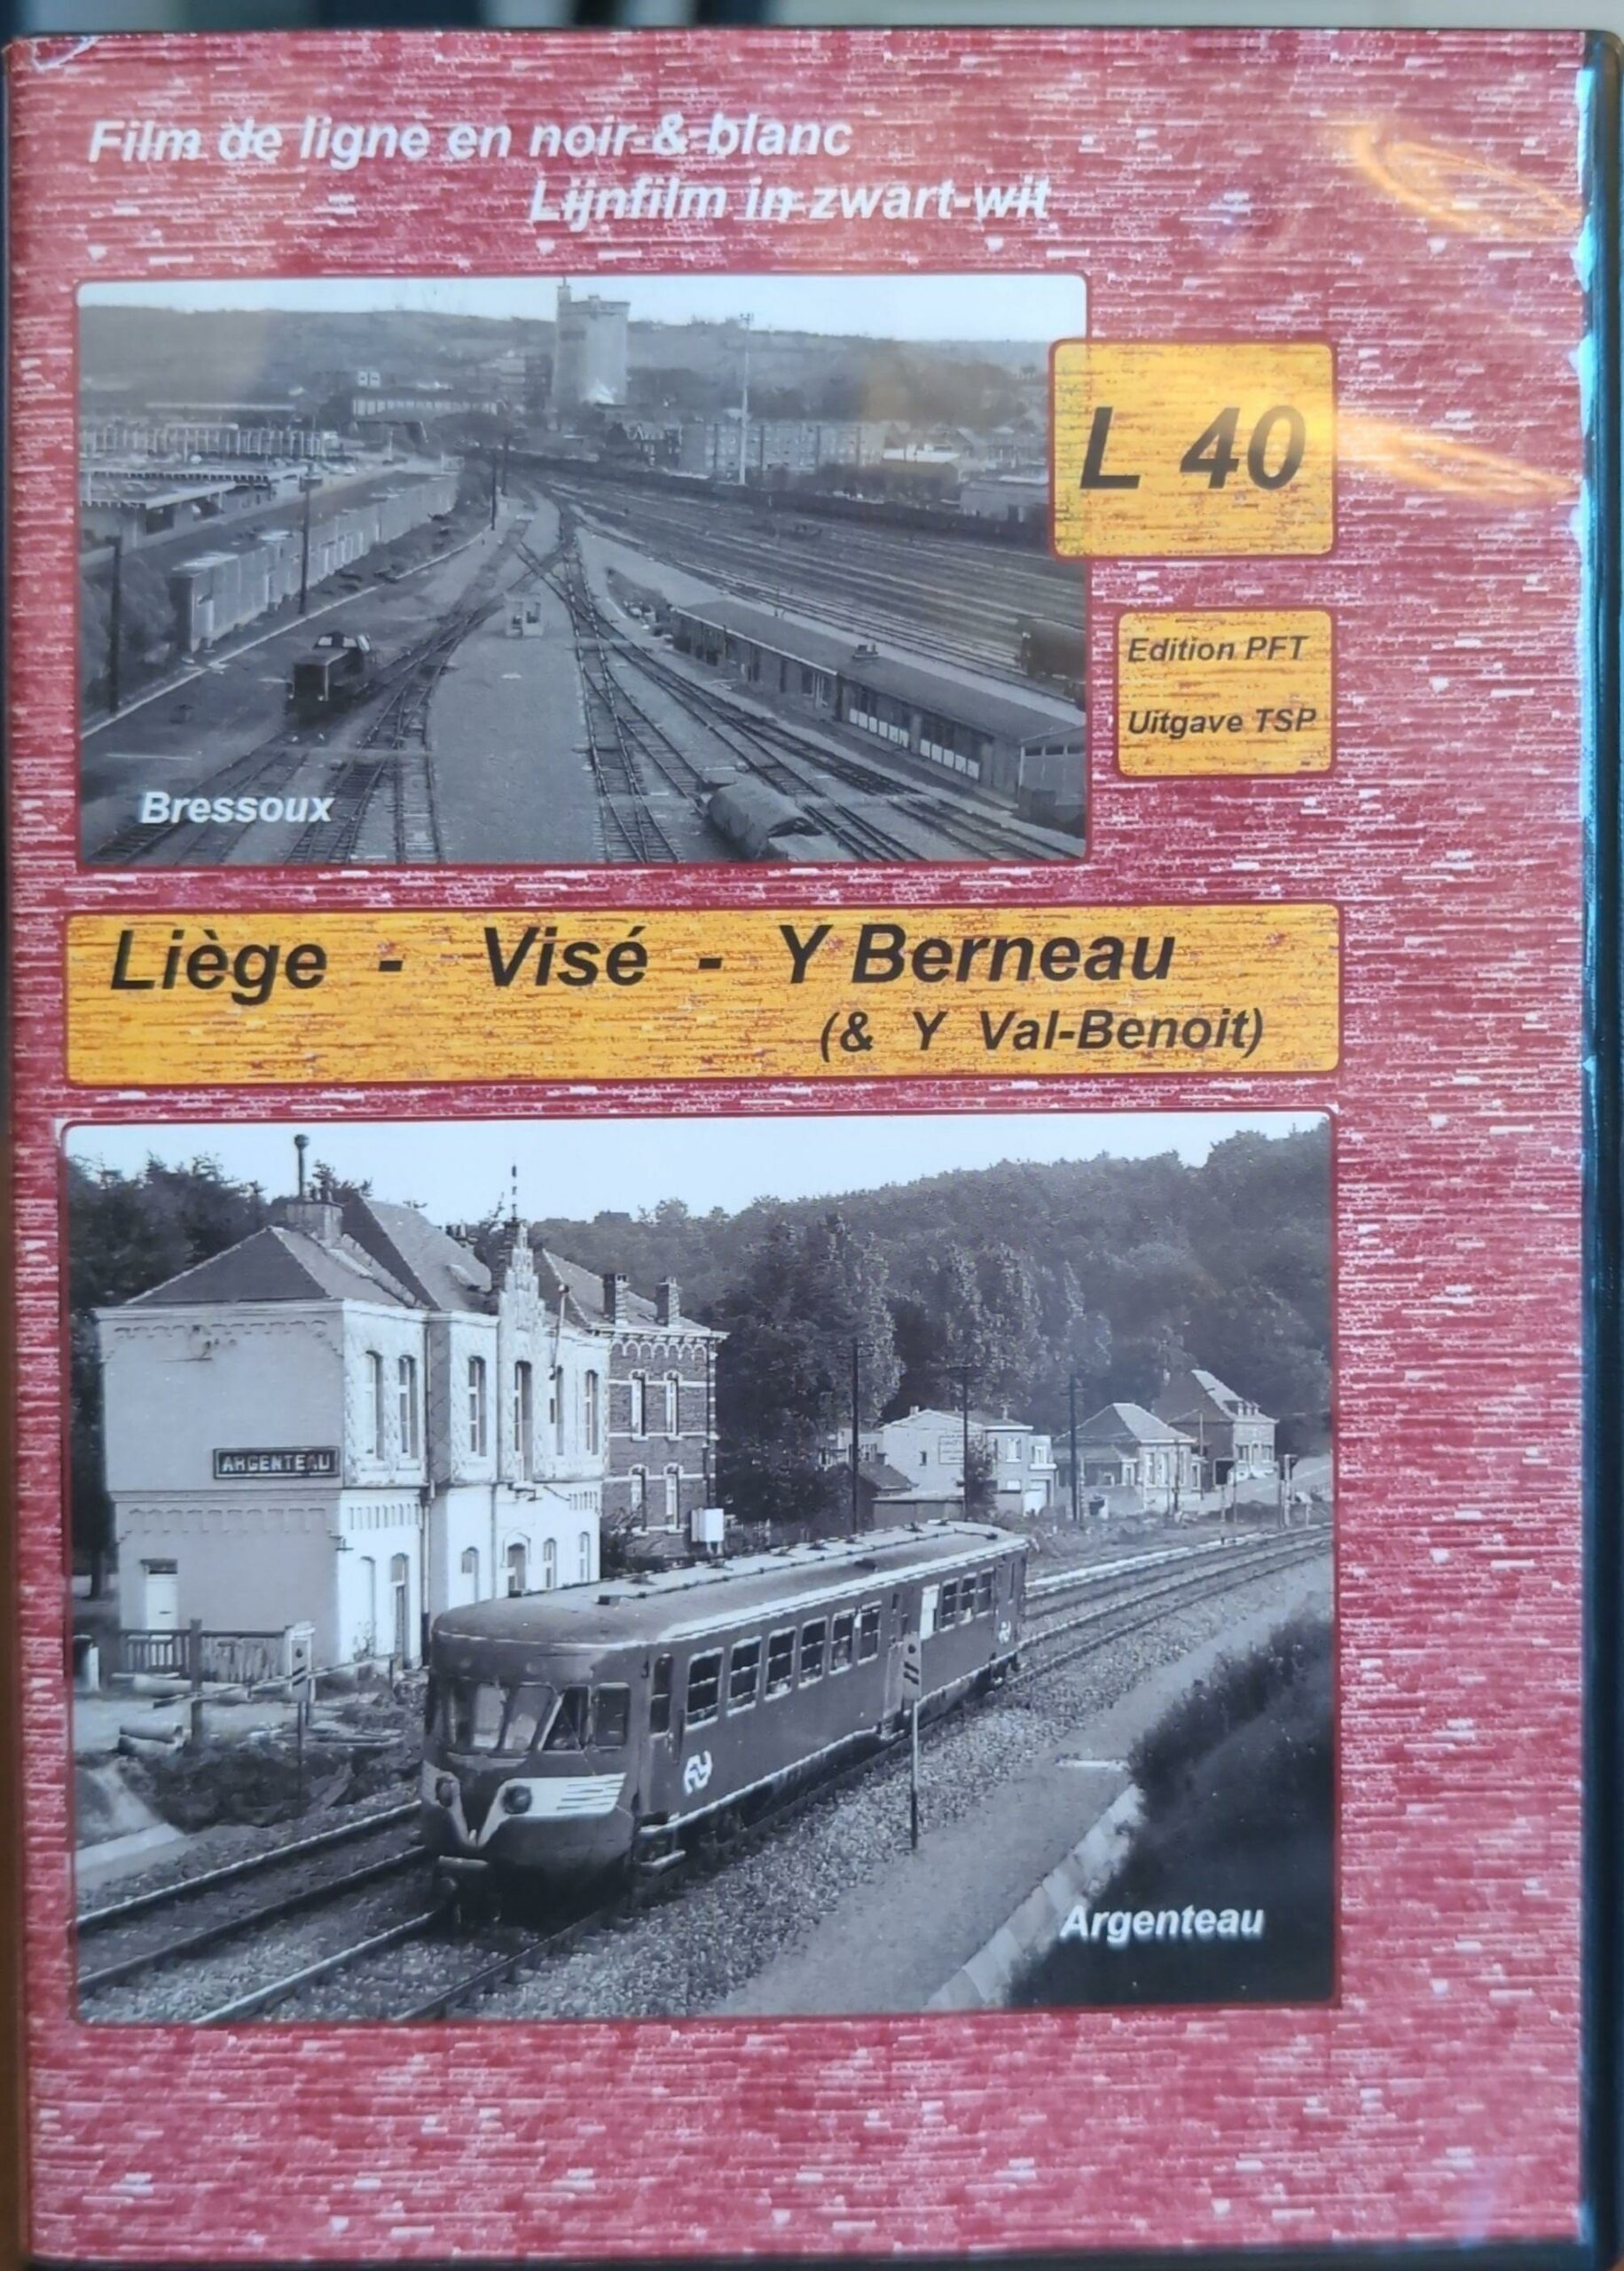 Film de ligne en noir & blanc
Lijnfilm in zwart-wit
L 40
Edition PFT
Uitgave TSP
Bressoux
Liège - Visé - Y Berneau
(& Y Val-Benoit)
ARGENTEAU
Argenteau